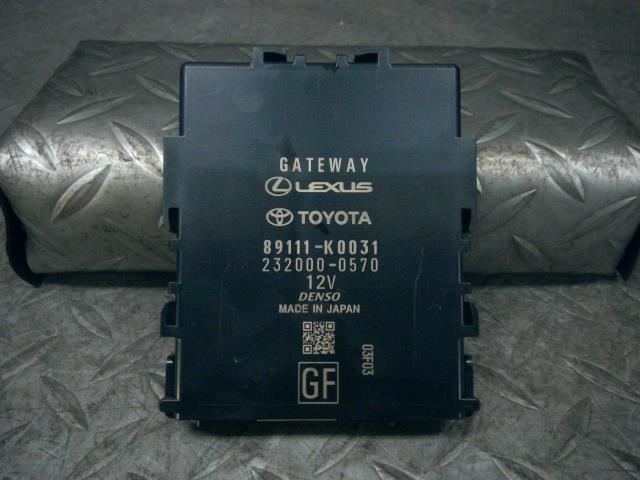 GATEWAY
LEXUS
TOYOTA
89111-K0031
232000-0570
12V
DENSO
MADE IN JAPAN
03F03
GF